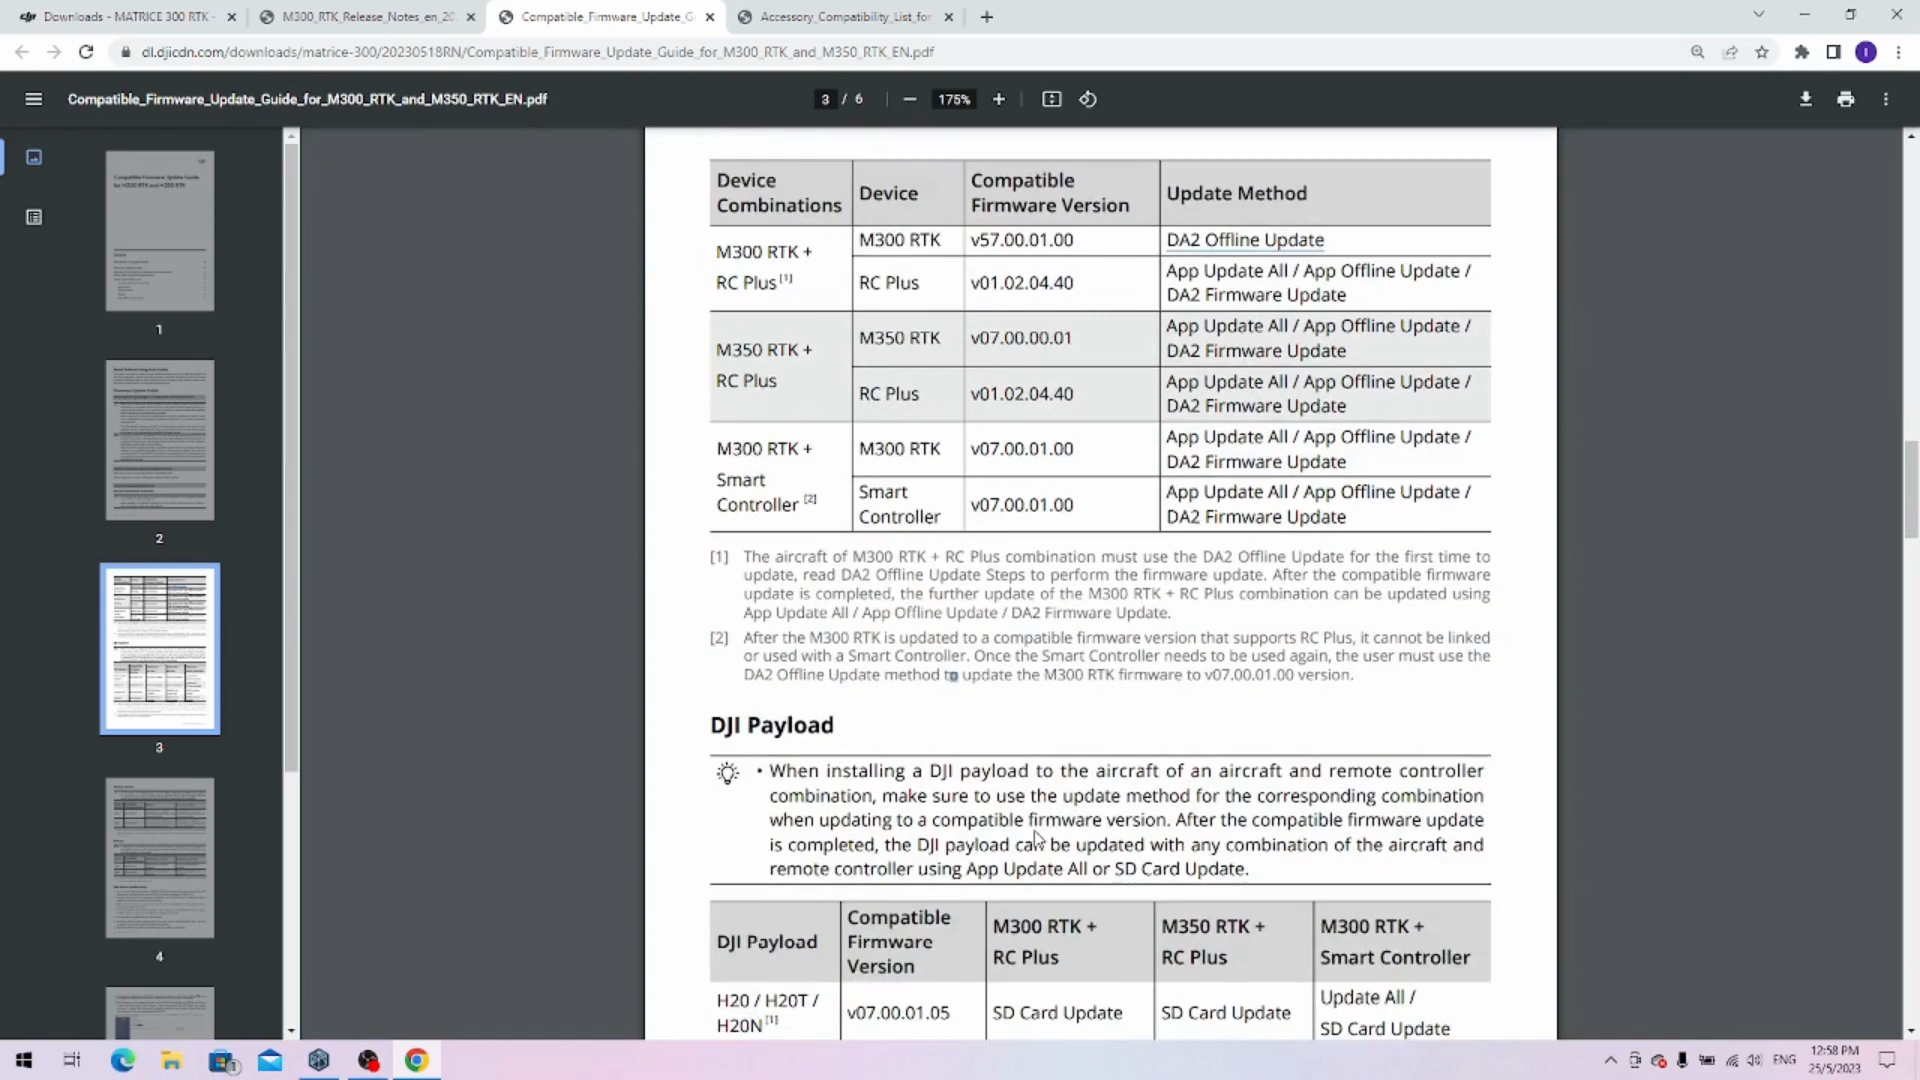 Downloads - MATRICE 300 RTK -
M300_RTK_Release_Notes_en_20
Compatible_Firmware_Update_G
Accessory_Compatibility_List_for
dl.djicdn.com/downloads/matrice-300/20230518RN/Compatible_Firmware_Update_Guide_for_M300_RTK_and_M350_RTK_EN.pdf
I
Compatible_Firmware_Update_Guide_for_M300_RTK_and_M350_RTK_EN.pdf
3 / 6
175%
1
2
3
4
Device Combinations
Device
Compatible Firmware Version
Update Method
M300 RTK +
RC Plus [1]
M300 RTK
v57.00.01.00
DA2 Offline Update
RC Plus
v01.02.04.40
App Update All / App Offline Update /
DA2 Firmware Update
M350 RTK +
RC Plus
M350 RTK
v07.00.00.01
App Update All / App Offline Update /
DA2 Firmware Update
RC Plus
v01.02.04.40
App Update All / App Offline Update /
DA2 Firmware Update
M300 RTK +
Smart
Controller [2]
M300 RTK
v07.00.01.00
App Update All / App Offline Update /
DA2 Firmware Update
Smart
Controller
v07.00.01.00
App Update All / App Offline Update /
DA2 Firmware Update
[1] The aircraft of M300 RTK + RC Plus combination must use the DA2 Offline Update for the first time to
update, read DA2 Offline Update Steps to perform the firmware update. After the compatible firmware
update is completed, the further update of the M300 RTK + RC Plus combination can be updated using
App Update All / App Offline Update / DA2 Firmware Update.
[2] After the M300 RTK is updated to a compatible firmware version that supports RC Plus, it cannot be linked
or used with a Smart Controller. Once the Smart Controller needs to be used again, the user must use the
DA2 Offline Update method to update the M300 RTK firmware to v07.00.01.00 version.
DJI Payload
• When installing a DJI payload to the aircraft of an aircraft and remote controller
combination, make sure to use the update method for the corresponding combination
when updating to a compatible firmware version. After the compatible firmware update
is completed, the DJI payload can be updated with any combination of the aircraft and
remote controller using App Update All or SD Card Update.
DJI Payload
Compatible
Firmware
Version
M300 RTK +
RC Plus
M350 RTK +
RC Plus
M300 RTK +
Smart Controller
H20 / H20T /
H20N [1]
v07.00.01.05
SD Card Update
SD Card Update
Update All /
SD Card Update
ENG
12:58 PM
25/5/2023